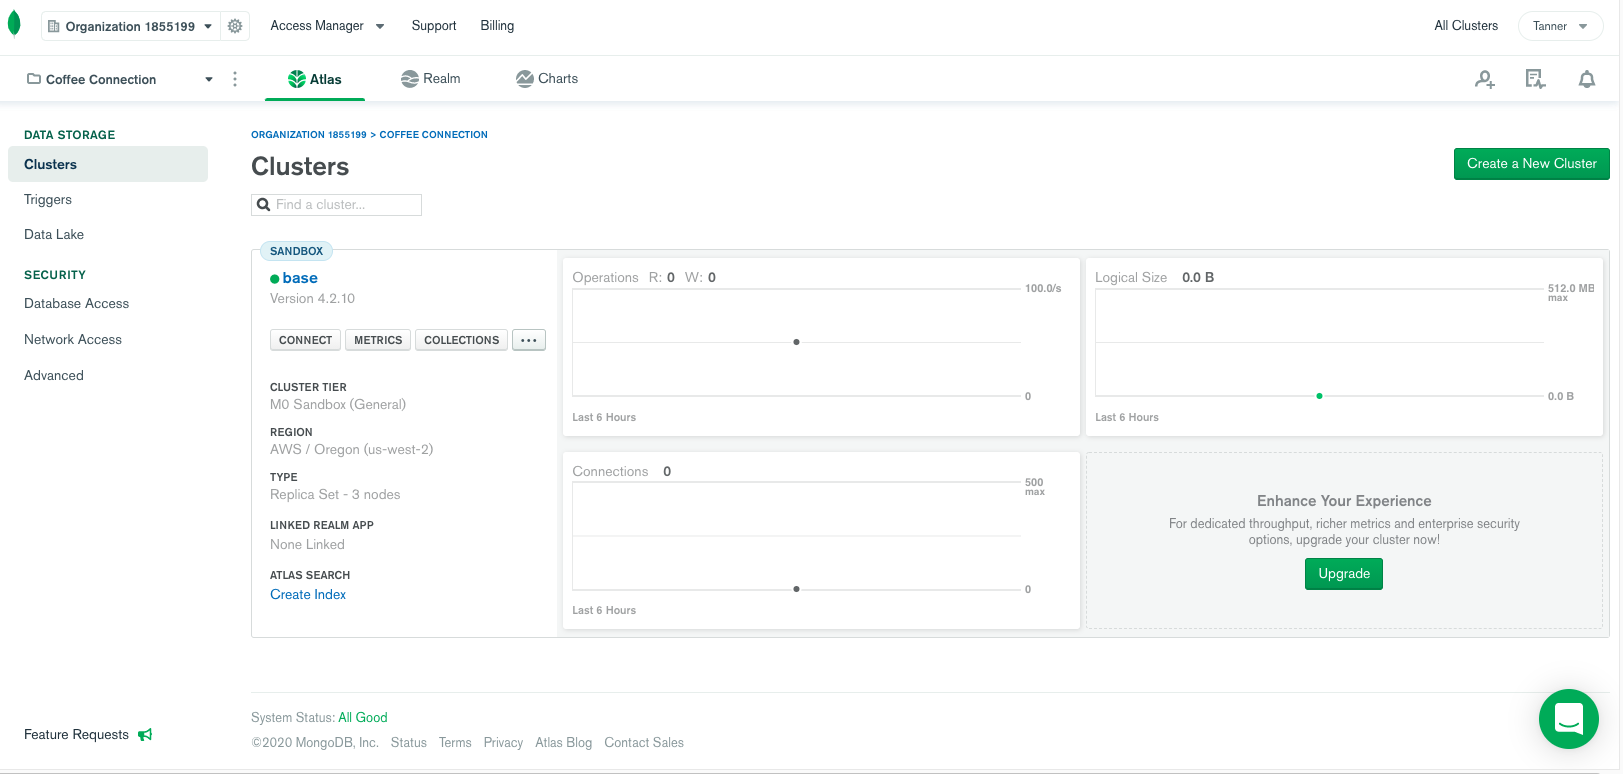 Organization 1855199
Access Manager
Support
Billing
All Clusters
Tanner
Coffee Connection
Atlas
Realm
Charts
DATA STORAGE
Clusters
Triggers
Data Lake
SECURITY
Database Access
Network Access
Advanced
Feature Requests
ORGANIZATION 1855199 > COFFEE CONNECTION
Clusters
Create a New Cluster
Find a cluster...
SANDBOX
base
Version 4.2.10
CONNECT METRICS COLLECTIONS
CLUSTER TIER
M0 Sandbox (General)
REGION
AWS / Oregon (us-west-2)
TYPE
Replica Set - 3 nodes
LINKED REALM APP
None Linked
ATLAS SEARCH
Create Index
Operations R: 0 W: 0
100.0/s
0
Last 6 Hours
Logical Size 0.0 B
512.0 MB
max
0.0 B
Last 6 Hours
Connections 0
500
max
0
Last 6 Hours
Enhance Your Experience
For dedicated throughput, richer metrics and enterprise security
options, upgrade your cluster now!
Upgrade
System Status: All Good
©2020 MongoDB, Inc. Status Terms Privacy Atlas Blog Contact Sales